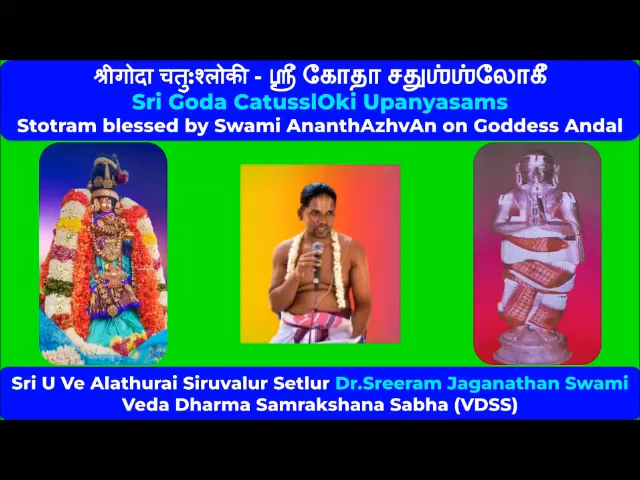 श्रीगोदा चतुःश्लोकी - ஸ்ரீ கோதா சதுஶ்ஶ்லோகீ
Sri Goda CatusslOki Upanyasams
Stotram blessed by Swami AnanthAzhvAn on Goddess Andal
Sri U Ve Alathurai Siruvalur Setlur Dr.Sreeram Jaganathan Swami
Veda Dharma Samrakshana Sabha (VDSS)